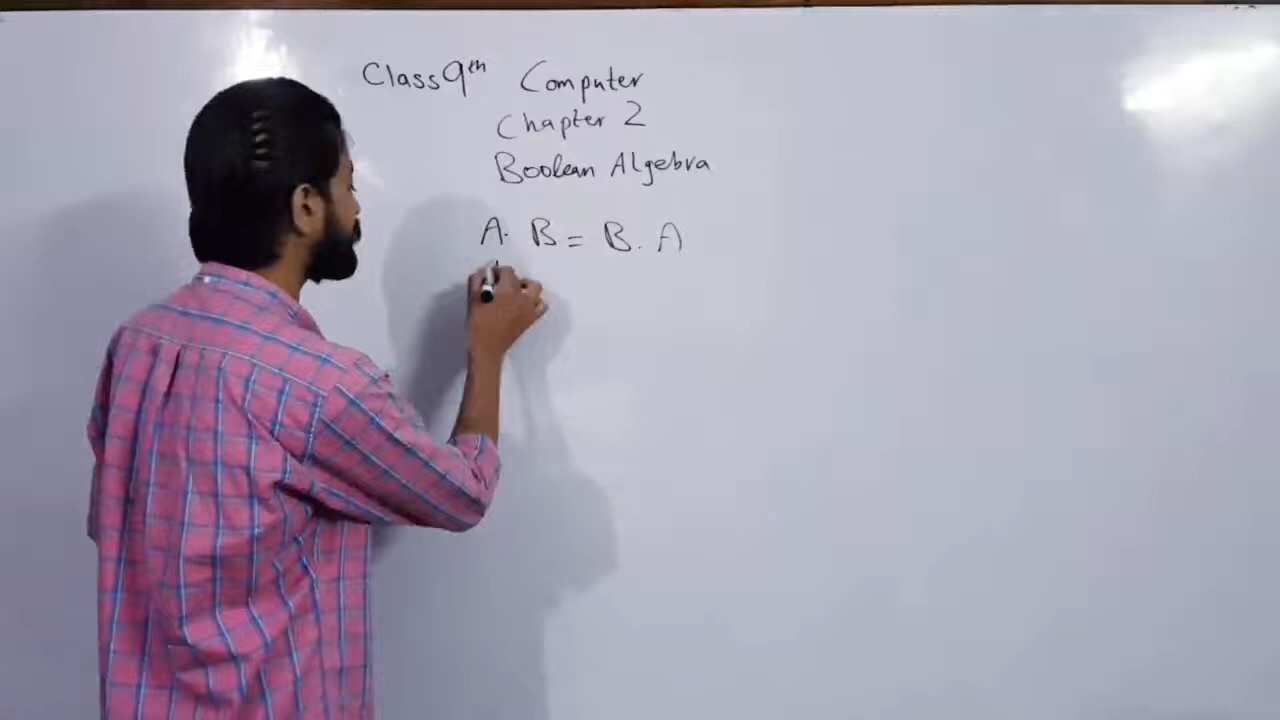 Class 9th Computer
Chapter 2
Boolean Algebra
A. B = B. A